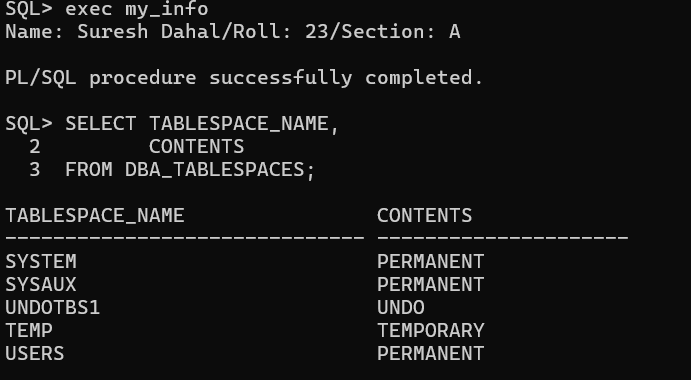 SQL> exec my_info
Name: Suresh Dahal/Roll: 23/Section: A
PL/SQL procedure successfully completed.
SQL> SELECT TABLESPACE_NAME,
  2         CONTENTS
  3  FROM DBA_TABLESPACES;
TABLESPACE_NAME                CONTENTS
------------------------------ ---------------------
SYSTEM                         PERMANENT
SYSAUX                         PERMANENT
UNDOTBS1                       UNDO
TEMP                           TEMPORARY
USERS                          PERMANENT